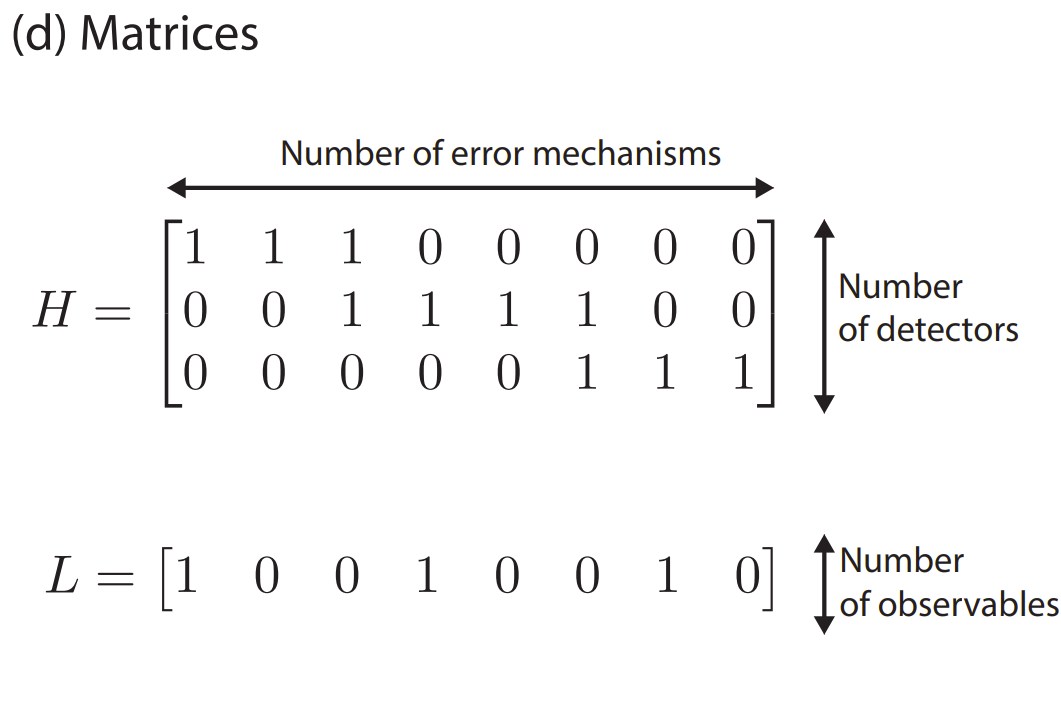 (d) Matrices
Number of error mechanisms
1 1 1 0 0 0 0 0
H = 0 0 1 1 1 1 0 0
0 0 0 0 0 1 1 1
Number
of detectors
L = [1 0 0 1 0 0 1 0]
Number
of observables